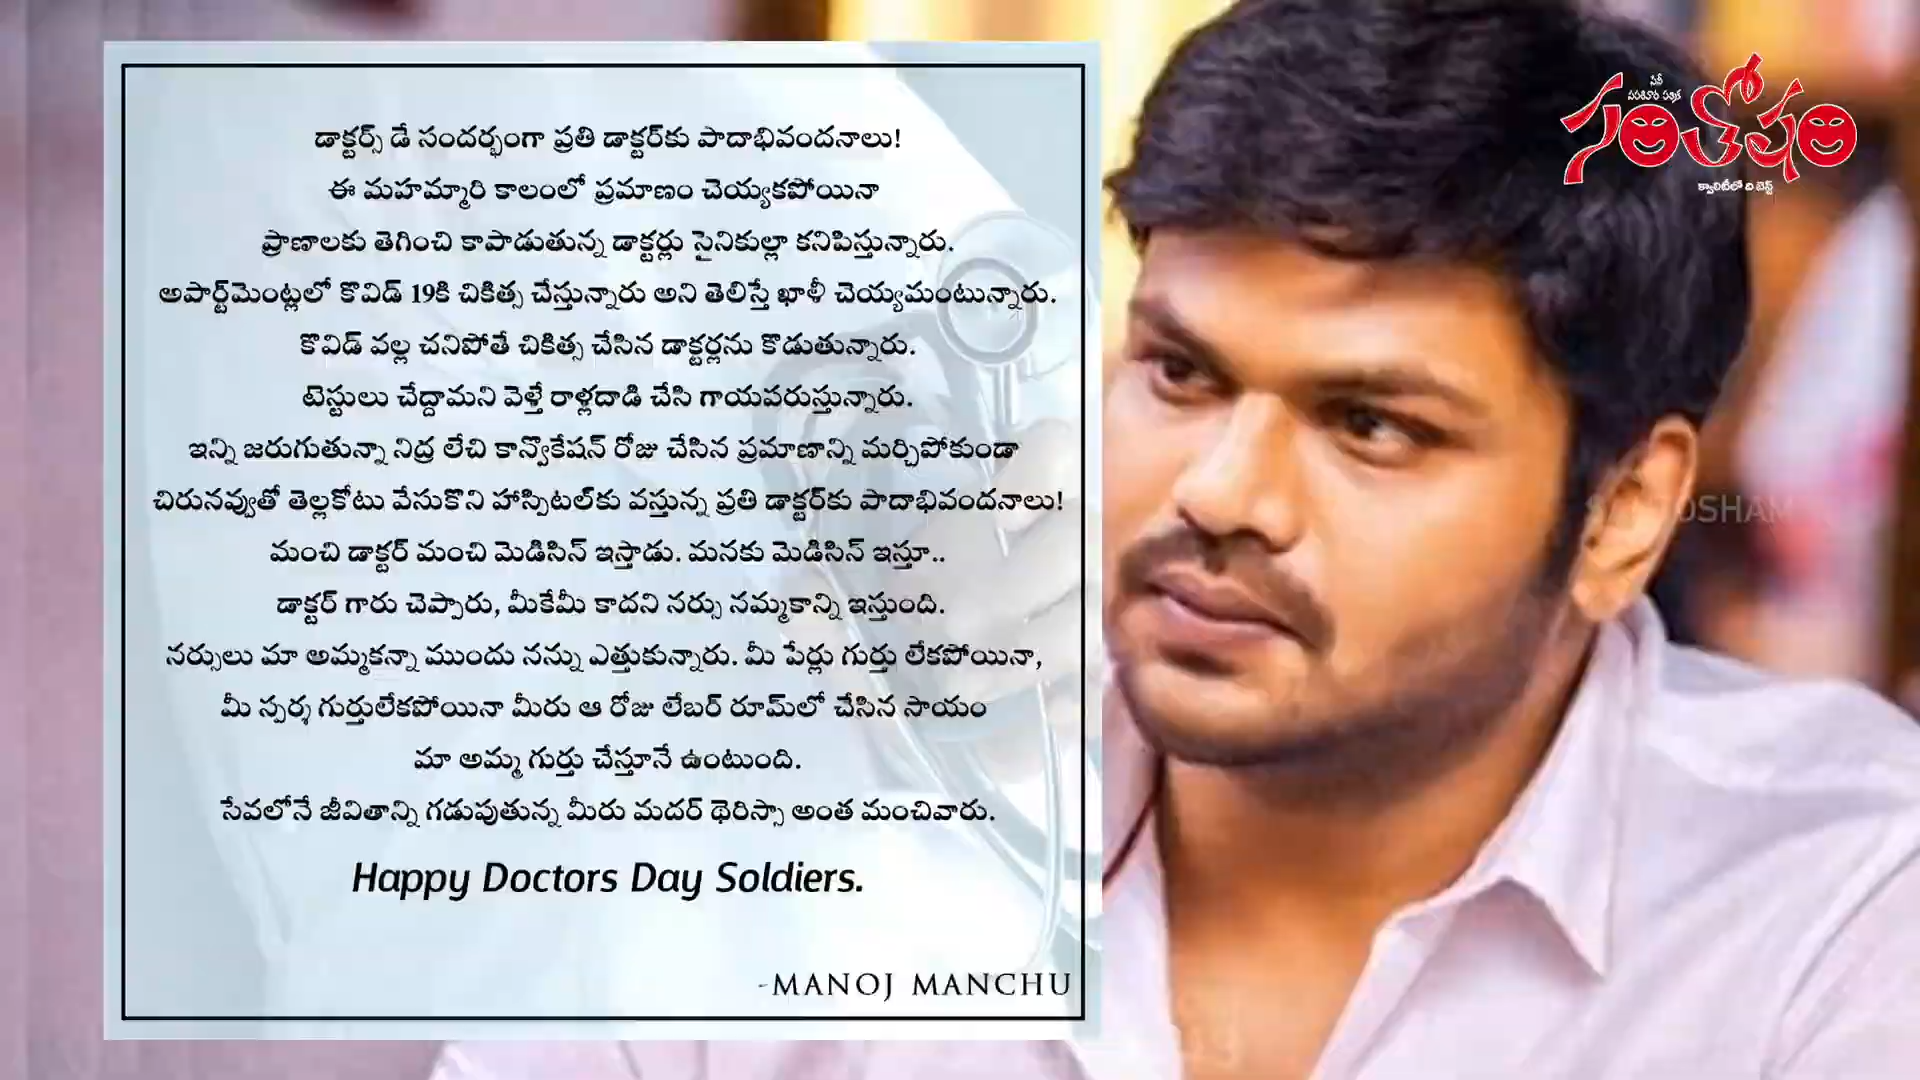 డాక్టర్స్ డే సందర్భంగా ప్రతి డాక్టర్‌కు పాదాభివందనాలు!
ఈ మహమ్మారి కాలంలో ప్రమాణం చెయ్యకపోయినా
ప్రాణాలకు తెగించి కాపాడుతున్న డాక్టర్లు సైనికుల్లా కనిపిస్తున్నారు.
అపార్ట్‌మెంట్లలో కొవిడ్ 19కి చికిత్స చేస్తున్నారు అని తెలిస్తే ఖాళీ చెయ్యమంటున్నారు.
కొవిడ్ వల్ల చనిపోతే చికిత్స చేసిన డాక్టర్లను కొడుతున్నారు.
టెస్టులు చేద్దామని వెళ్తే రాళ్లదాడి చేసి గాయపరుస్తున్నారు.
ఇన్ని జరుగుతున్నా నిద్ర లేచి కాన్వొకేషన్ రోజు చేసిన ప్రమాణాన్ని మర్చిపోకుండా
చిరునవ్వుతో తెల్లకోటు వేసుకొని హాస్పిటల్‌కు వస్తున్న ప్రతి డాక్టర్‌కు పాదాభివందనాలు!
మంచి డాక్టర్ మంచి మెడిసిన్ ఇస్తాడు. మనకు మెడిసిన్ ఇస్తూ..
డాక్టర్ గారు చెప్పారు, మీకేమీ కాదని నర్సు నమ్మకాన్ని ఇస్తుంది.
నర్సులు మా అమ్మకన్నా ముందు నన్ను ఎత్తుకున్నారు. మీ పేర్లు గుర్తు లేకపోయినా,
మీ స్పర్శ గుర్తులేకపోయినా మీరు ఆ రోజు లేబర్ రూమ్‌లో చేసిన సాయం
మా అమ్మ గుర్తు చేస్తూనే ఉంటుంది.
సేవలోనే జీవితాన్ని గడుపుతున్న మీరు మదర్ థెరిస్సా అంత మంచివారు.
Happy Doctors Day Soldiers.
-MANOJ MANCHU
సంతోషం
క్వాలిటీలో ది బెస్ట్